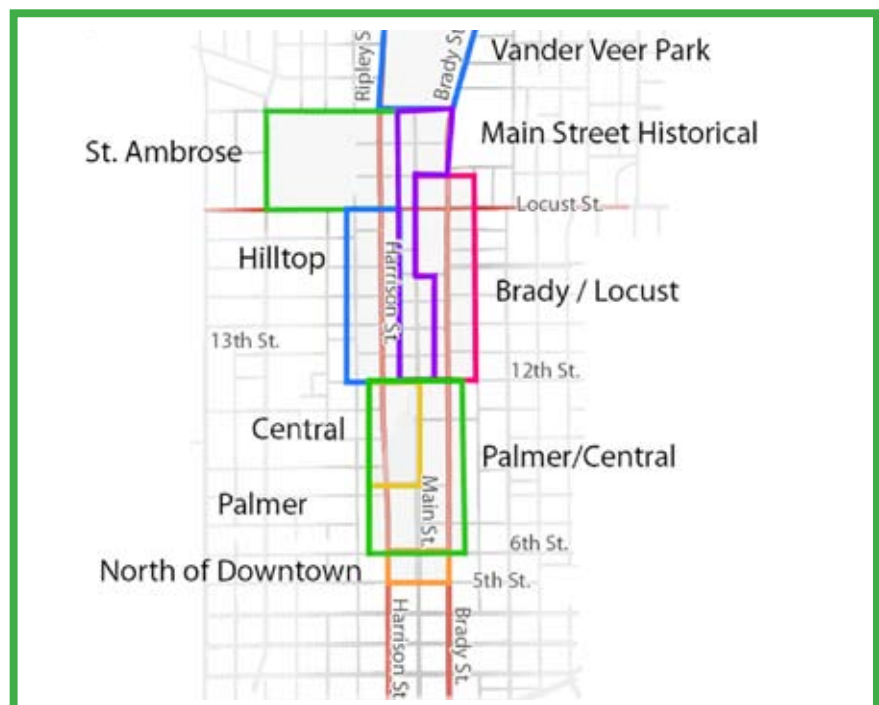 Vander Veer Park
Ripley S
Brady St
Main Street Historical
St. Ambrose
Locust St.
Hilltop
Harrison St.
Brady / Locust
13th St.
12th St.
Central
Palmer/Central
Palmer
Main St.
6th St.
North of Downtown
5th St.
Harrison St
Brady St.